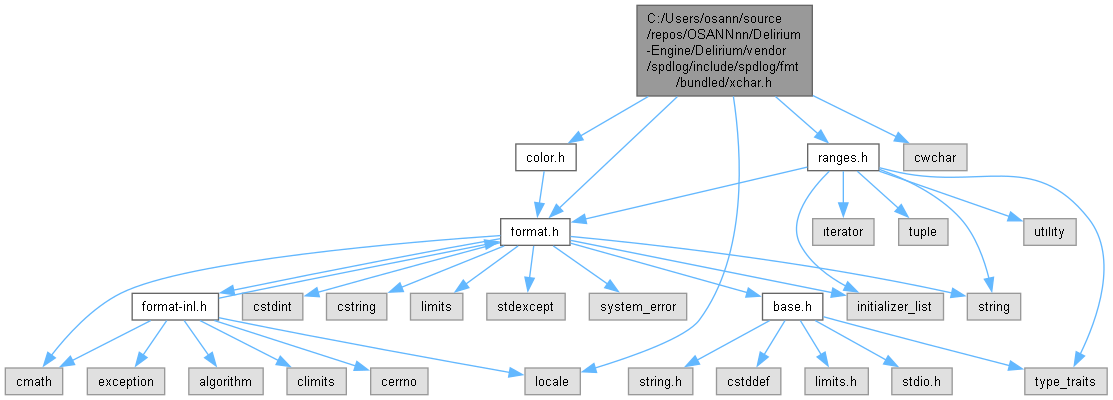 C:/Users/osann/source
/repos/OSANNnn/Delirium
-Engine/Delirium/vendor
/spdlog/include/spdlog/fmt
/bundled/xchar.h
color.h
ranges.h
cwchar
format.h
iterator
tuple
utility
format-inl.h
cstdint
cstring
limits
stdexcept
system_error
base.h
initializer_list
string
cmath
exception
algorithm
climits
cerrno
locale
string.h
cstddef
limits.h
stdio.h
type_traits